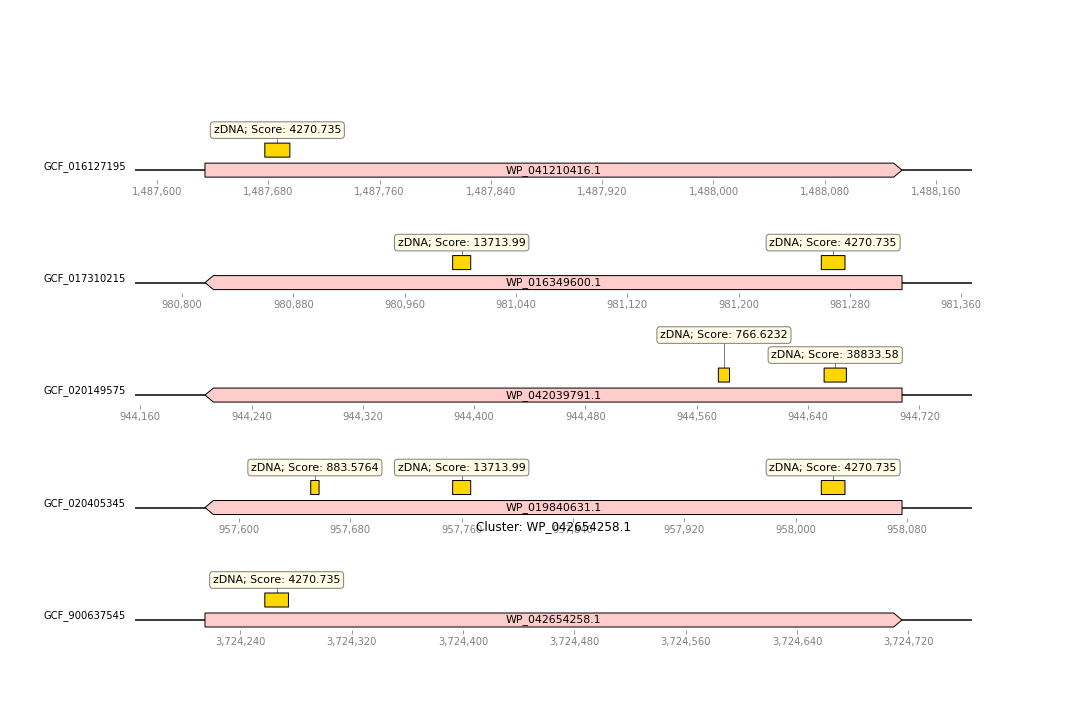 zDNA; Score: 4270.735
GCF_016127195
WP_041210416.1
1,487,600 1,487,680 1,487,760 1,487,840 1,487,920 1,488,000 1,488,080 1,488,160
zDNA; Score: 13713.99 zDNA; Score: 4270.735
GCF_017310215
WP_016349600.1
980,800 980,880 980,960 981,040 981,120 981,200 981,280 981,360
zDNA; Score: 766.6232
zDNA; Score: 38833.58
GCF_020149575
WP_042039791.1
944,160 944,240 944,320 944,400 944,480 944,560 944,640 944,720
zDNA; Score: 883.5764 zDNA; Score: 13713.99 zDNA; Score: 4270.735
GCF_020405345
WP_019840631.1
957,600 957,680 957,760 957,840 957,920 958,000 958,080
Cluster: WP_042654258.1
zDNA; Score: 4270.735
GCF_900637545
WP_042654258.1
3,724,240 3,724,320 3,724,400 3,724,480 3,724,560 3,724,640 3,724,720